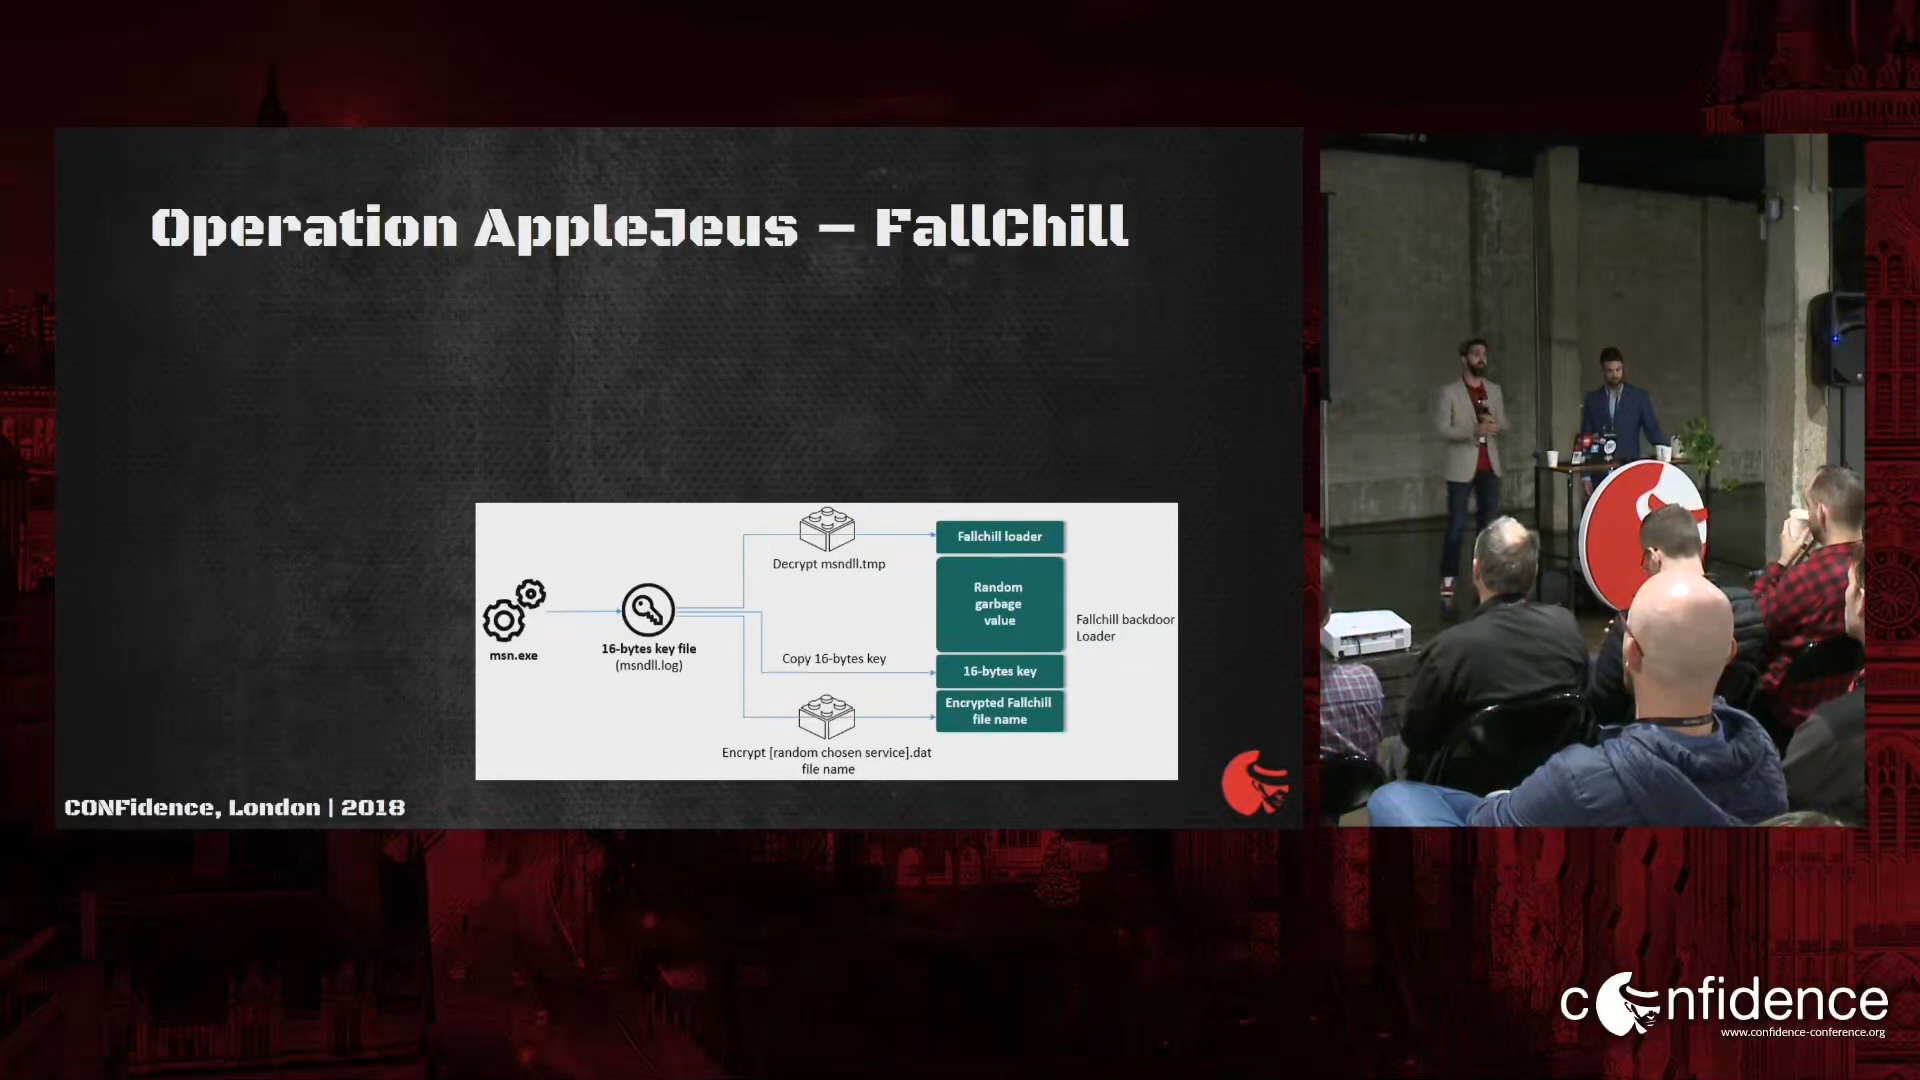 Operation AppleJeus – FallChill
Decrypt msndll.tmp
Fallchill loader
Random
garbage
value
Fallchill backdoor
Loader
msn.exe
16-bytes key file
(msndll.log)
Copy 16-bytes key
16-bytes key
Encrypted Fallchill
file name
Encrypt [random chosen service].dat
file name
CONFidence, London | 2018
confidence
www.confidence-conference.org